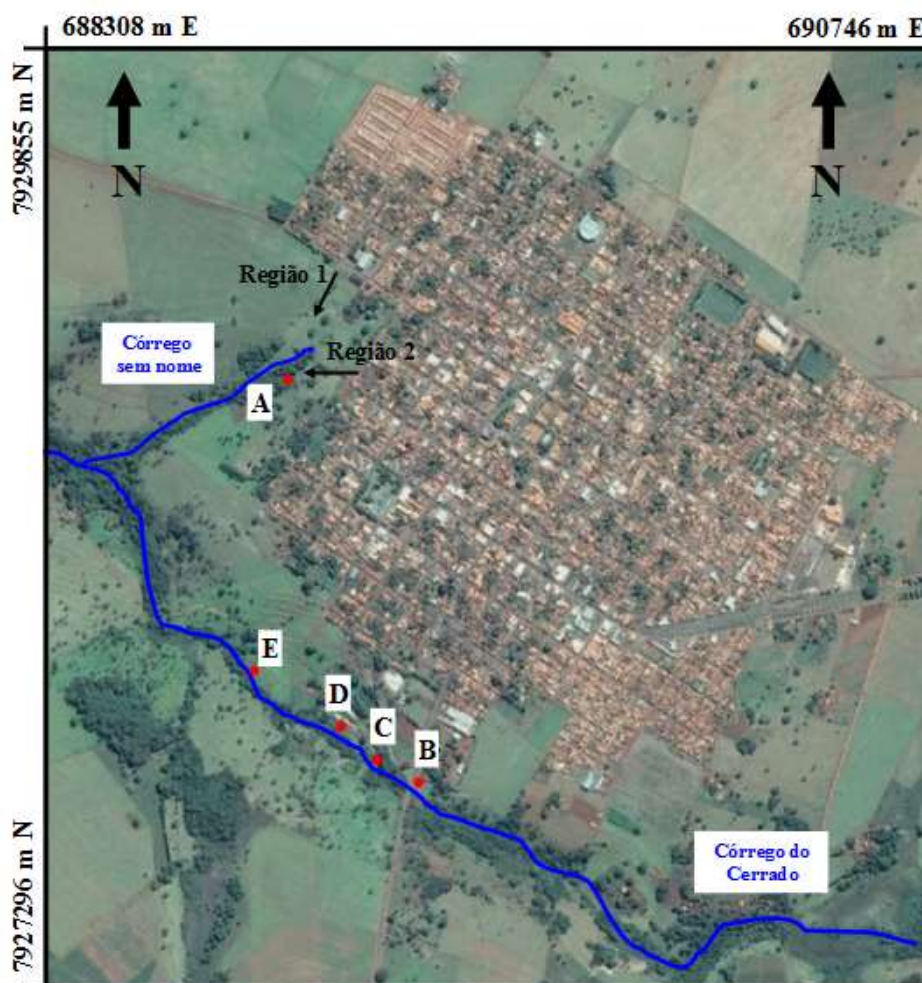 688308 m E
690746 m E
7929855 m N
N
N
Região 1
Córrego
sem nome
Região 2
A
E
D
C
B
Córrego do
Cerrado
7927296 m N